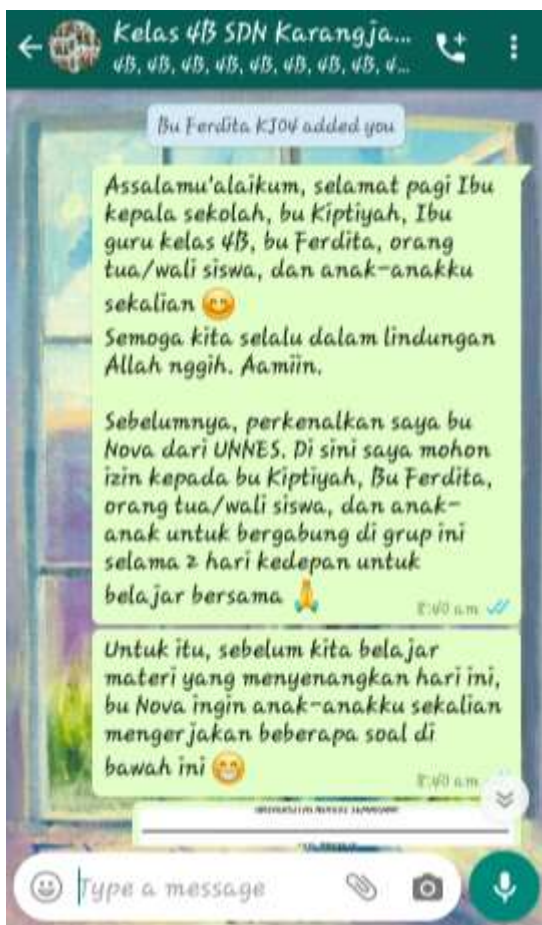 Kelas 4B SDN Karangja...
4B, 4B, 4B, 4B, 4B, 4B, 4B, 4B, 4...
Bu Ferdita KJ04 added you
Assalamu'alaikum, selamat pagi Ibu
kepala sekolah, bu Kiptiyah, Ibu
guru kelas 4B, bu Ferdita, orang
tua/wali siswa, dan anak-anakku
sekalian 😊
Semoga kita selalu dalam lindungan
Allah nggih. Aamiin.
Sebelumnya, perkenalkan saya bu
Nova dari UNNES. Di sini saya mohon
izin kepada bu Kiptiyah, Bu Ferdita,
orang tua/wali siswa, dan anak-
anak untuk bergabung di grup ini
selama 2 hari kedepan untuk
belajar bersama 🙏
8:40 am
Untuk itu, sebelum kita belajar
materi yang menyenangkan hari ini,
bu Nova ingin anak-anakku sekalian
mengerjakan beberapa soal di
bawah ini 😁
8:40 am
Type a message